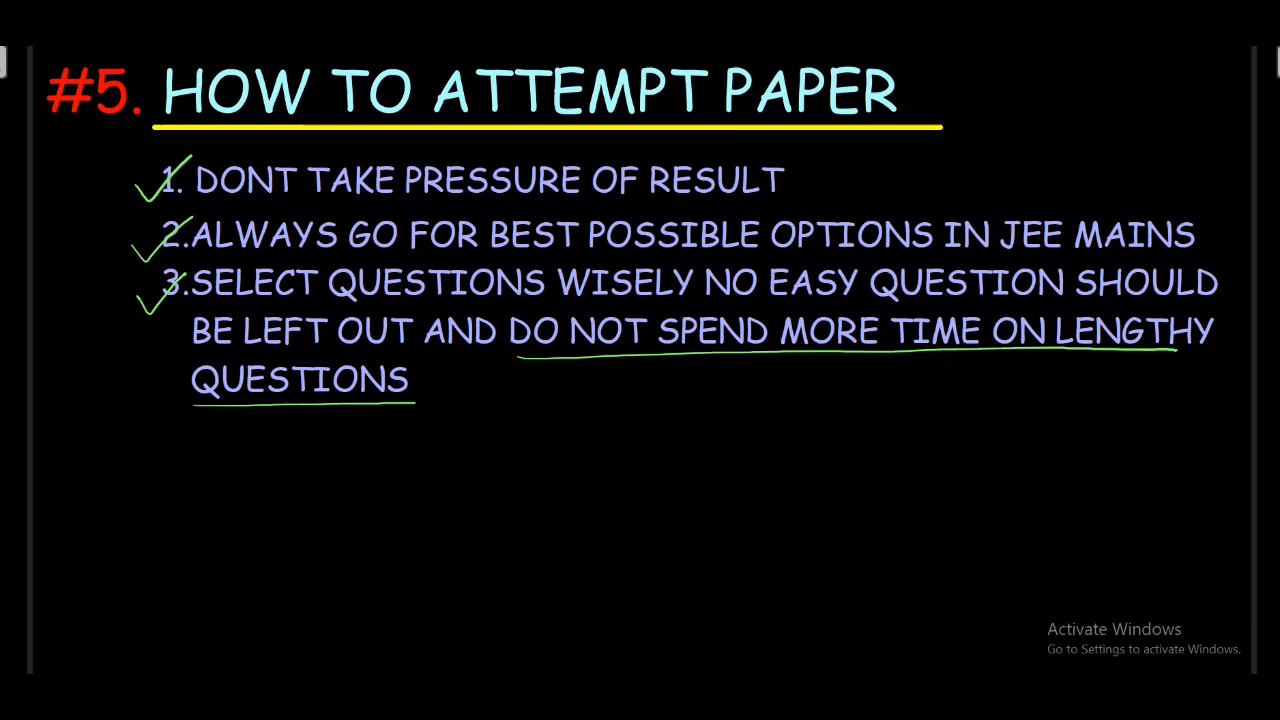 #5. HOW TO ATTEMPT PAPER
1. DONT TAKE PRESSURE OF RESULT
2.ALWAYS GO FOR BEST POSSIBLE OPTIONS IN JEE MAINS
3.SELECT QUESTIONS WISELY NO EASY QUESTION SHOULD
BE LEFT OUT AND DO NOT SPEND MORE TIME ON LENGTHY
QUESTIONS
Activate Windows
Go to Settings to activate Windows.